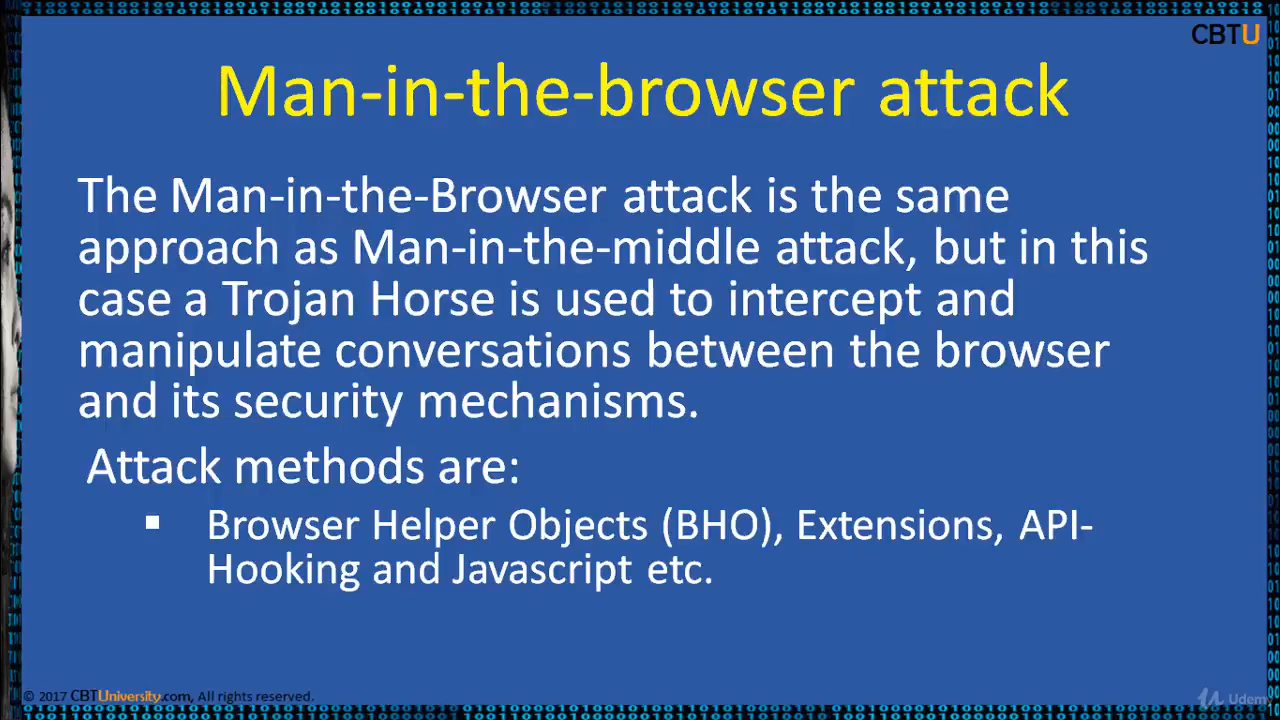 CBTU
Man-in-the-browser attack
The Man-in-the-Browser attack is the same
approach as Man-in-the-middle attack, but in this
case a Trojan Horse is used to intercept and
manipulate conversations between the browser
and its security mechanisms.
Attack methods are:
▪ Browser Helper Objects (BHO), Extensions, API-
Hooking and Javascript etc.
© 2017 CBTUniversity.com, All rights reserved.
Udemy